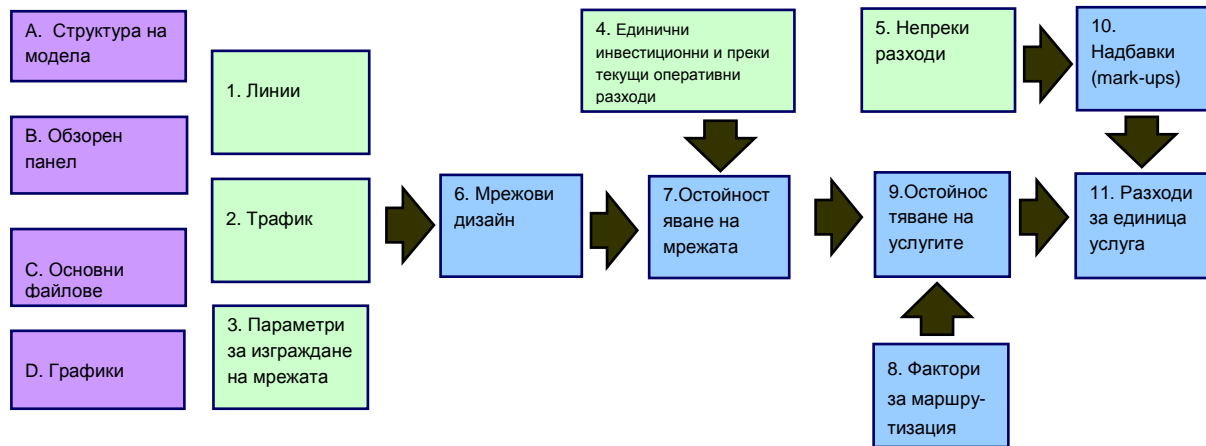 A. Структура на
модела
B. Обзорен
панел
C. Основни
файлове
D. Графики
1. Линии
2. Трафик
3. Параметри
за изграждане
на мрежата
4. Единични
инвестиционни и преки
текущи оперативни
разходи
5. Непреки
разходи
6. Мрежови
дизайн
7.Остойност
яване на
мрежата
8. Фактори
за маршру-
тизация
9.Остойнос
тяване на
услугите
10.
Надбавки
(mark-ups)
11. Разходи
за единица
услуга